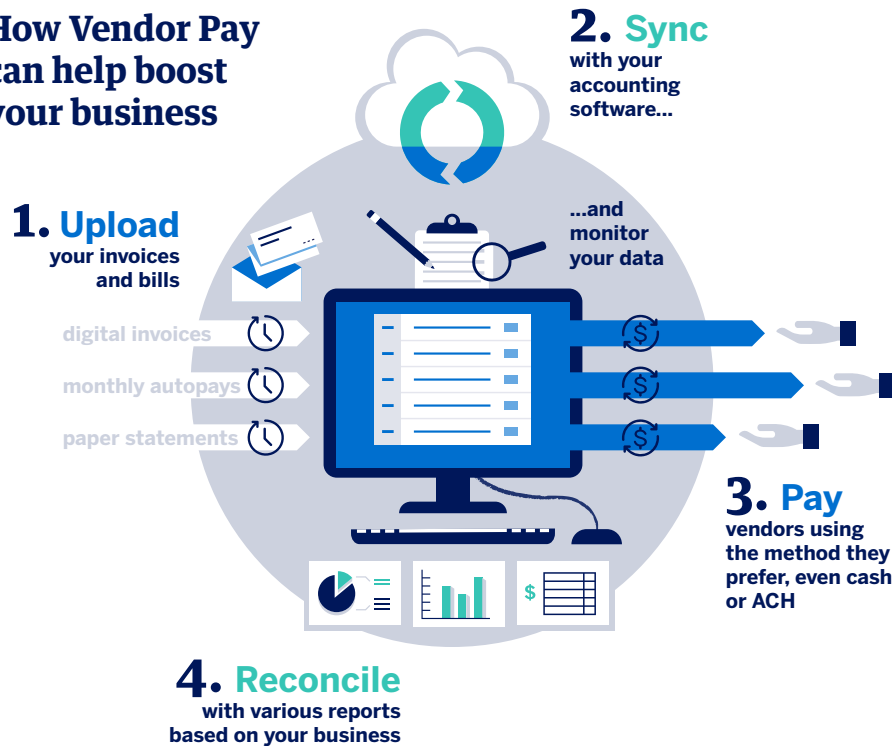 How Vendor Pay
can help boost
your business
1. Upload
your invoices
and bills
digital invoices
monthly autopays
paper statements
2. Sync
with your
accounting
software...
...and
monitor
your data
$
$
$
3. Pay
vendors using
the method they
prefer, even cash
or ACH
$
4. Reconcile
with various reports
based on your business